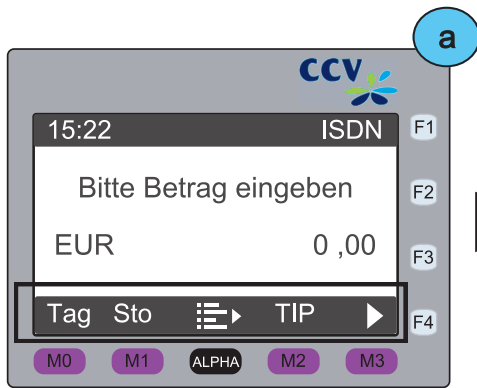 a
CCV
15:22 ISDN F1
Bitte Betrag eingeben F2
EUR 0 ,00 F3
Tag Sto TIP F4
M0 M1 ALPHA M2 M3